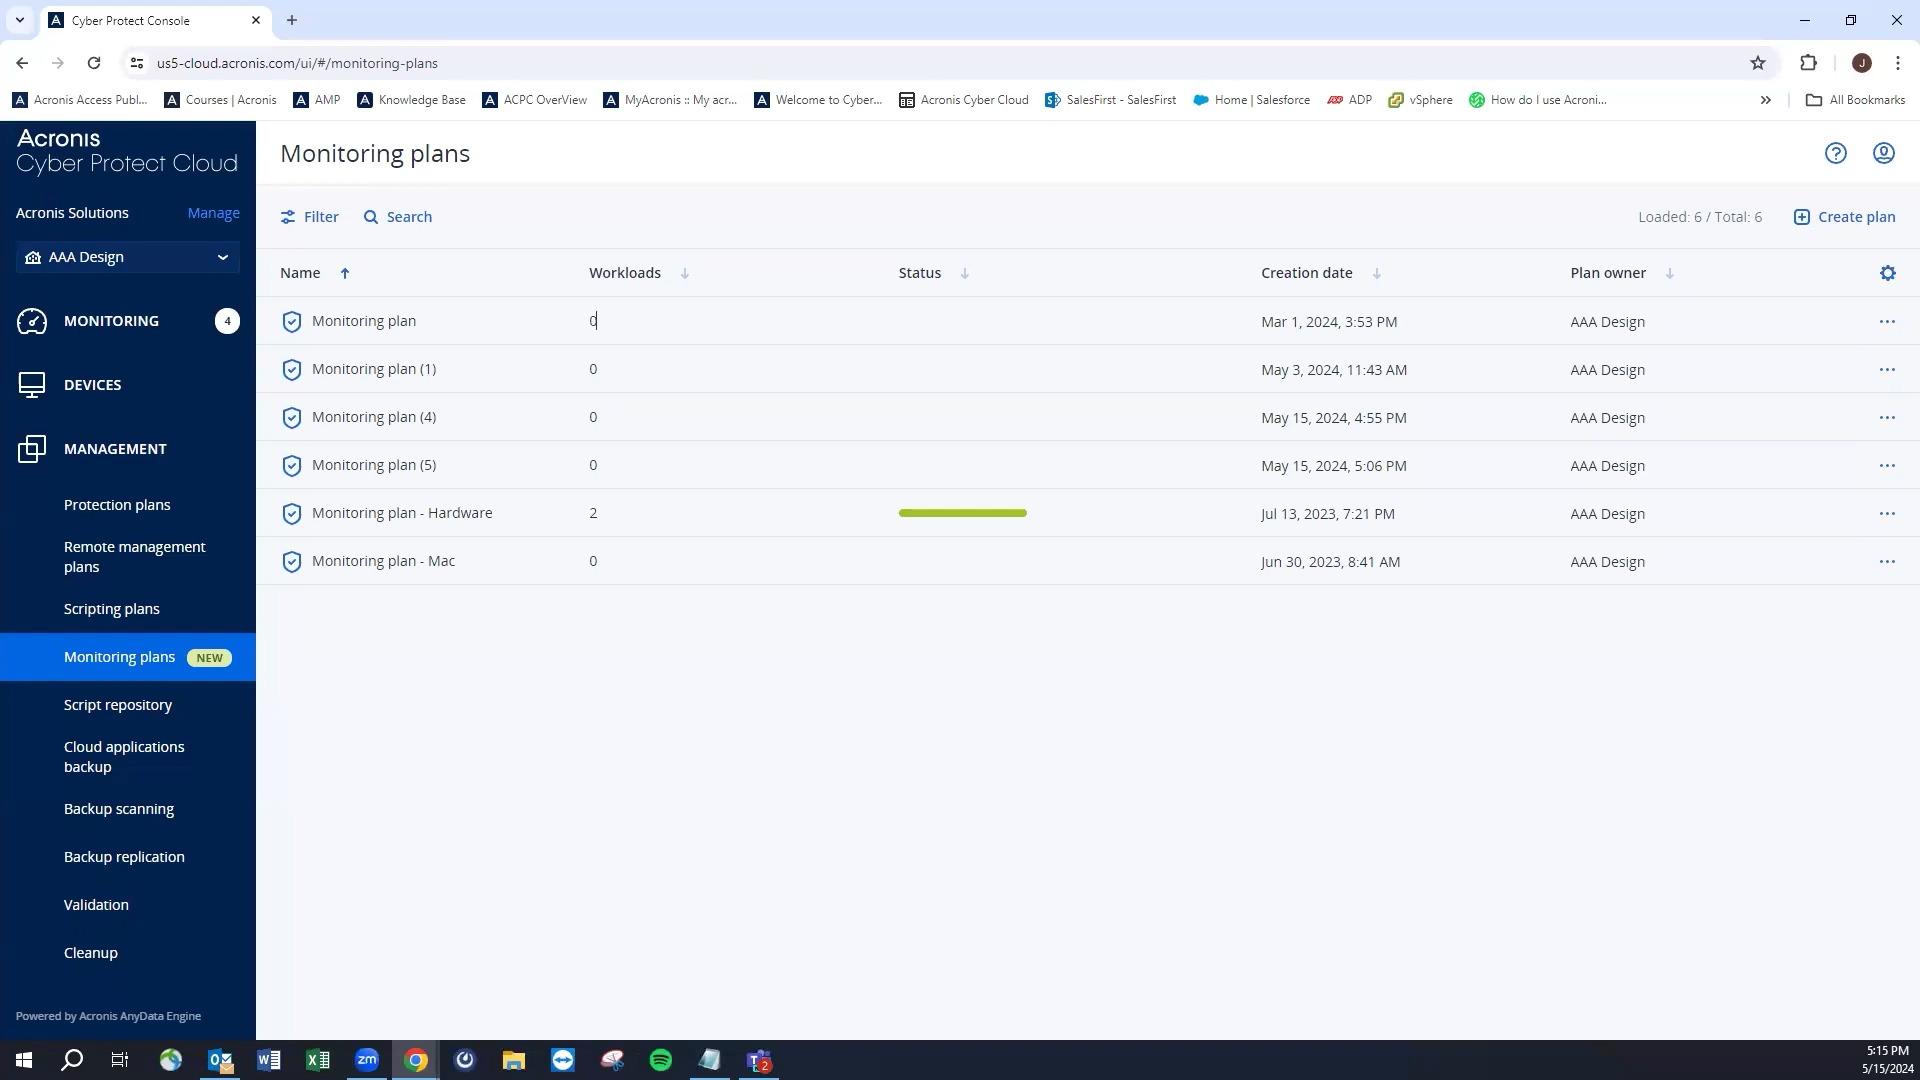 Cyber Protect Console
us5-cloud.acronis.com/ui/#/monitoring-plans
J
Acronis Access Publ...
Courses | Acronis
AMP
Knowledge Base
ACPC OverView
MyAcronis :: My acr...
Welcome to Cyber...
Acronis Cyber Cloud
SalesFirst - SalesFirst
Home | Salesforce
ADP
vSphere
How do I use Acroni...
All Bookmarks
Acronis
Cyber Protect Cloud
Acronis Solutions
Manage
AAA Design
MONITORING
4
DEVICES
MANAGEMENT
Protection plans
Remote management
plans
Scripting plans
Monitoring plans NEW
Script repository
Cloud applications
backup
Backup scanning
Backup replication
Validation
Cleanup
Powered by Acronis AnyData Engine
Monitoring plans
Filter
Search
Loaded: 6 / Total: 6
Create plan
Name Workloads Status Creation date Plan owner
Monitoring plan 0 Mar 1, 2024, 3:53 PM AAA Design
Monitoring plan (1) 0 May 3, 2024, 11:43 AM AAA Design
Monitoring plan (4) 0 May 15, 2024, 4:55 PM AAA Design
Monitoring plan (5) 0 May 15, 2024, 5:06 PM AAA Design
Monitoring plan - Hardware 2 Jul 13, 2023, 7:21 PM AAA Design
Monitoring plan - Mac 0 Jun 30, 2023, 8:41 AM AAA Design
zm
2
5:15 PM
5/15/2024